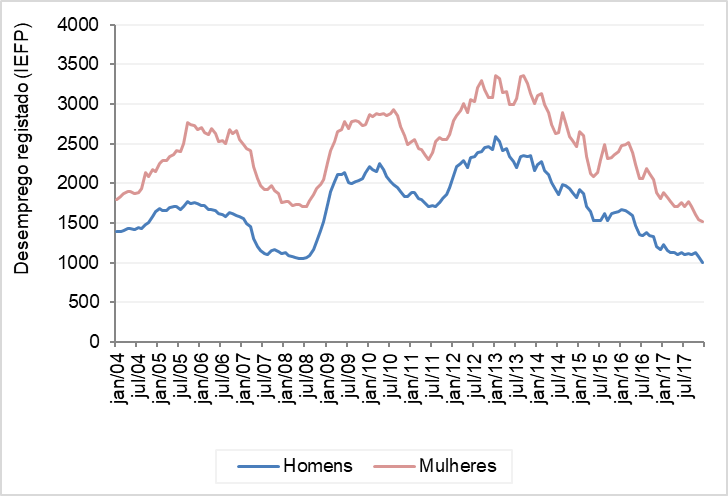 Desemprego registado (IEFP)
4000
3500
3000
2500
2000
1500
1000
500
0
jan/04
jul/04
jan/05
jul/05
jan/06
jul/06
jan/07
jul/07
jan/08
jul/08
jan/09
jul/09
jan/10
jul/10
jan/11
jul/11
jan/12
jul/12
jan/13
jul/13
jan/14
jul/14
jan/15
jul/15
jan/16
jul/16
jan/17
jul/17
Homens Mulheres